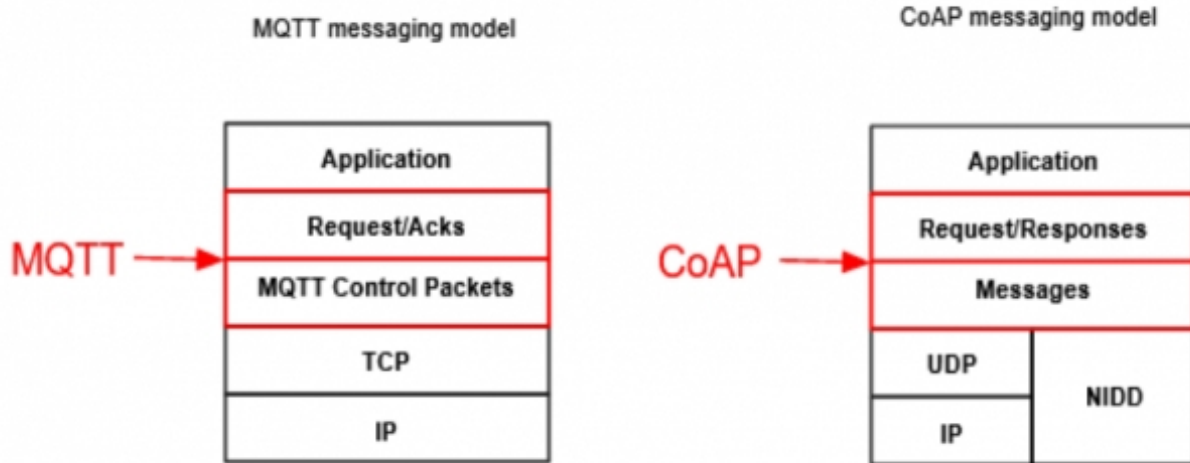 MQTT messaging model
Application
Request/Acks
MQTT Control Packets
TCP
IP
MQTT
CoAP messaging model
Application
Request/Responses
Messages
UDP
IP
NIDD
CoAP